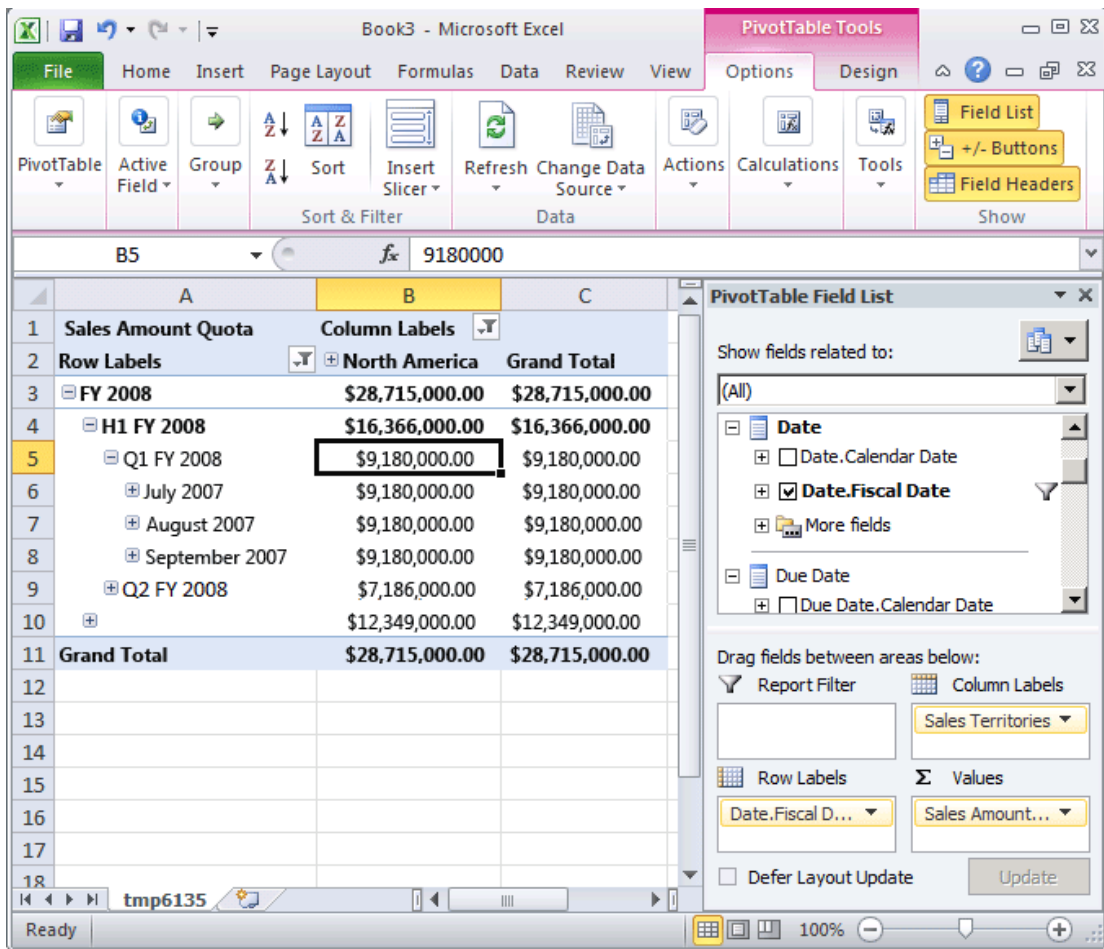 Book3 - Microsoft Excel PivotTable Tools
File Home Insert Page Layout Formulas Data Review View Options Design
PivotTable
Active Field
Group
Sort
Insert Slicer
Refresh
Change Data Source
Actions
Calculations
Tools
Field List
+/- Buttons
Field Headers
Sort & Filter Data Show
B5 fx 9180000
A B C
1 Sales Amount Quota Column Labels
2 Row Labels North America Grand Total
3 FY 2008 $28,715,000.00 $28,715,000.00
4 H1 FY 2008 $16,366,000.00 $16,366,000.00
5 Q1 FY 2008 $9,180,000.00 $9,180,000.00
6 July 2007 $9,180,000.00 $9,180,000.00
7 August 2007 $9,180,000.00 $9,180,000.00
8 September 2007 $9,180,000.00 $9,180,000.00
9 Q2 FY 2008 $7,186,000.00 $7,186,000.00
10 $12,349,000.00 $12,349,000.00
11 Grand Total $28,715,000.00 $28,715,000.00
12
13
14
15
16
17
18
tmp6135
PivotTable Field List
Show fields related to:
(All)
Date
Date.Calendar Date
Date.Fiscal Date
More fields
Due Date
Due Date.Calendar Date
Drag fields between areas below:
Report Filter Column Labels
Sales Territories
Row Labels Σ Values
Date.Fiscal D... Sales Amount...
Defer Layout Update Update
Ready 100%